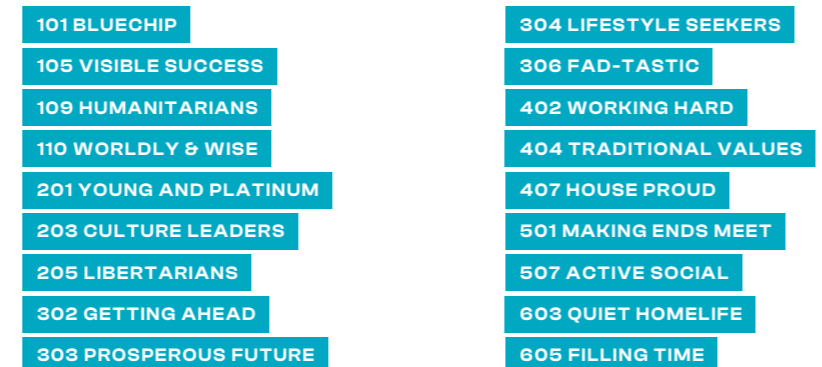 101 BLUECHIP
105 VISIBLE SUCCESS
109 HUMANITARIANS
110 WORLDLY & WISE
201 YOUNG AND PLATINUM
203 CULTURE LEADERS
205 LIBERTARIANS
302 GETTING AHEAD
303 PROSPEROUS FUTURE
304 LIFESTYLE SEEKERS
306 FAD-TASTIC
402 WORKING HARD
404 TRADITIONAL VALUES
407 HOUSE PROUD
501 MAKING ENDS MEET
507 ACTIVE SOCIAL
603 QUIET HOMELIFE
605 FILLING TIME